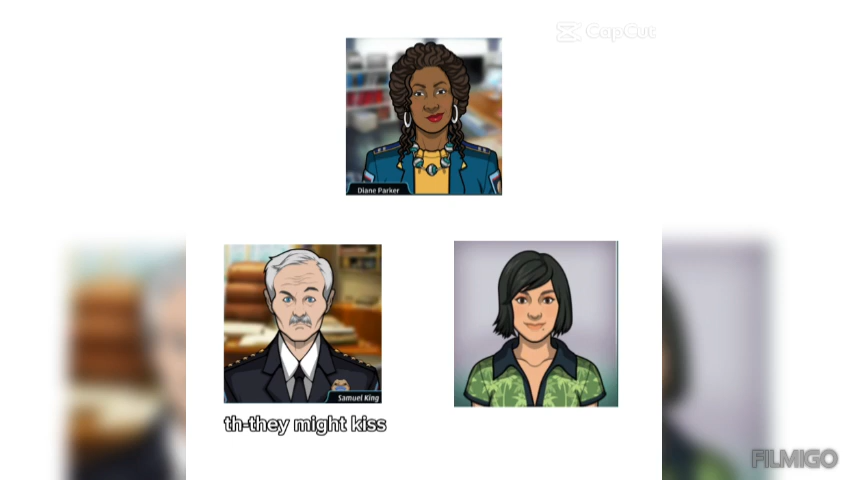 CapCut
Diane Parker
Samuel King
th-they might kiss
FILMIGO